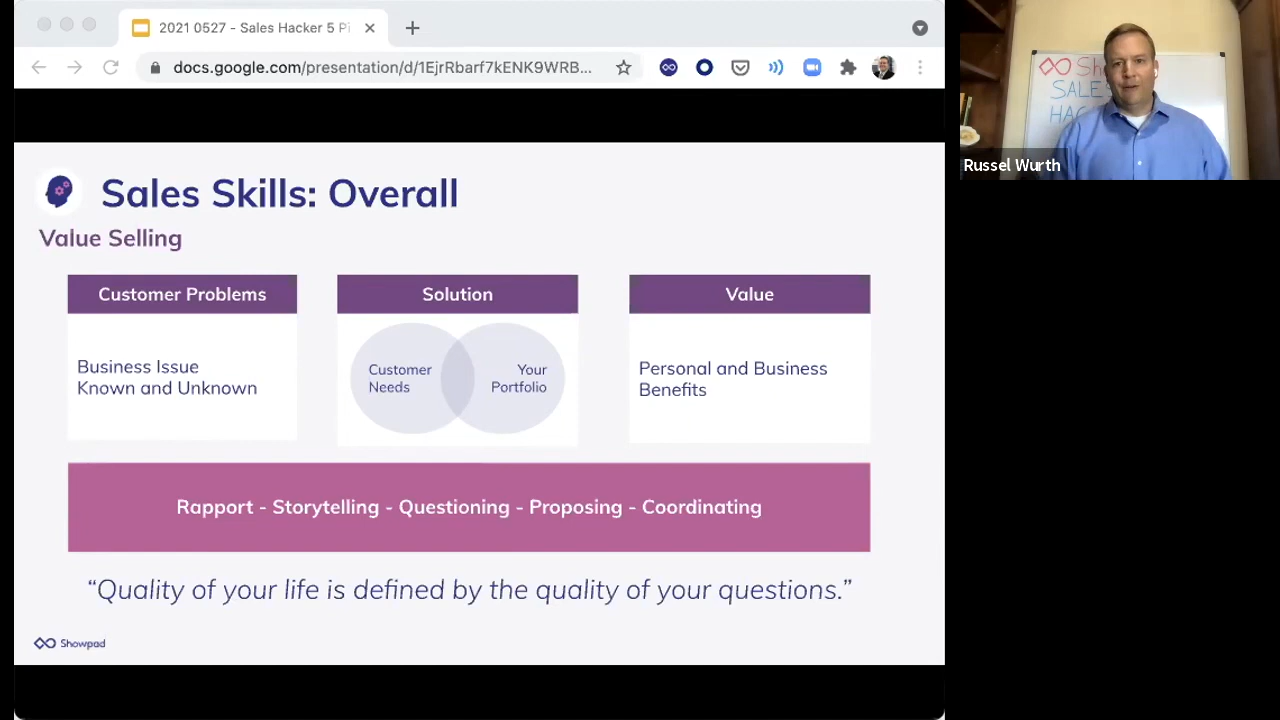 2021 0527 - Sales Hacker 5 Pi
docs.google.com/presentation/d/1EjrRbarf7kENK9WRB...
Sales Skills: Overall
Value Selling
Customer Problems
Business Issue
Known and Unknown
Solution
Customer
Needs
Your
Portfolio
Value
Personal and Business
Benefits
Rapport - Storytelling - Questioning - Proposing - Coordinating
“Quality of your life is defined by the quality of your questions.”
Showpad
SALES
Russel Wurth